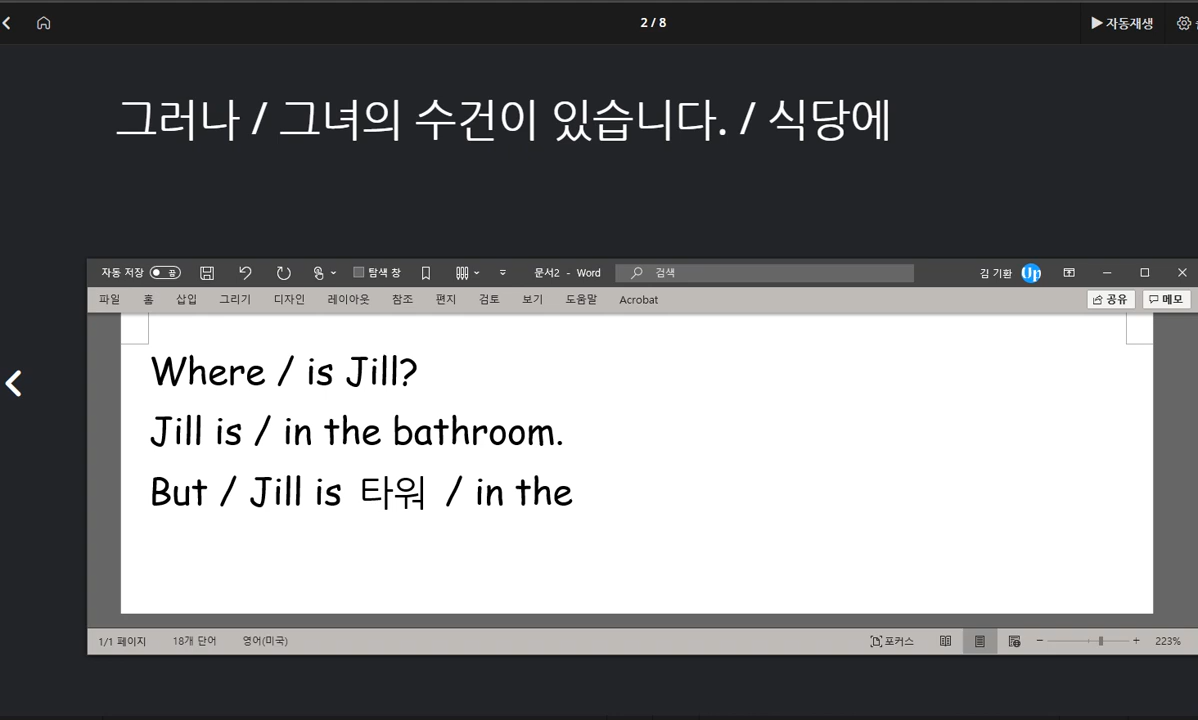 2 / 8
자동재생
그러나 / 그녀의 수건이 있습니다. / 식당에
자동 저장 끔
탐색 창
문서2 - Word
검색
김 기환
Up
파일 홈 삽입 그리기 디자인 레이아웃 참조 편지 검토 보기 도움말 Acrobat
공유 메모
Where / is Jill?
Jill is / in the bathroom.
But / Jill is 타워 / in the
1/1 페이지 18개 단어 영어(미국)
포커스
223%